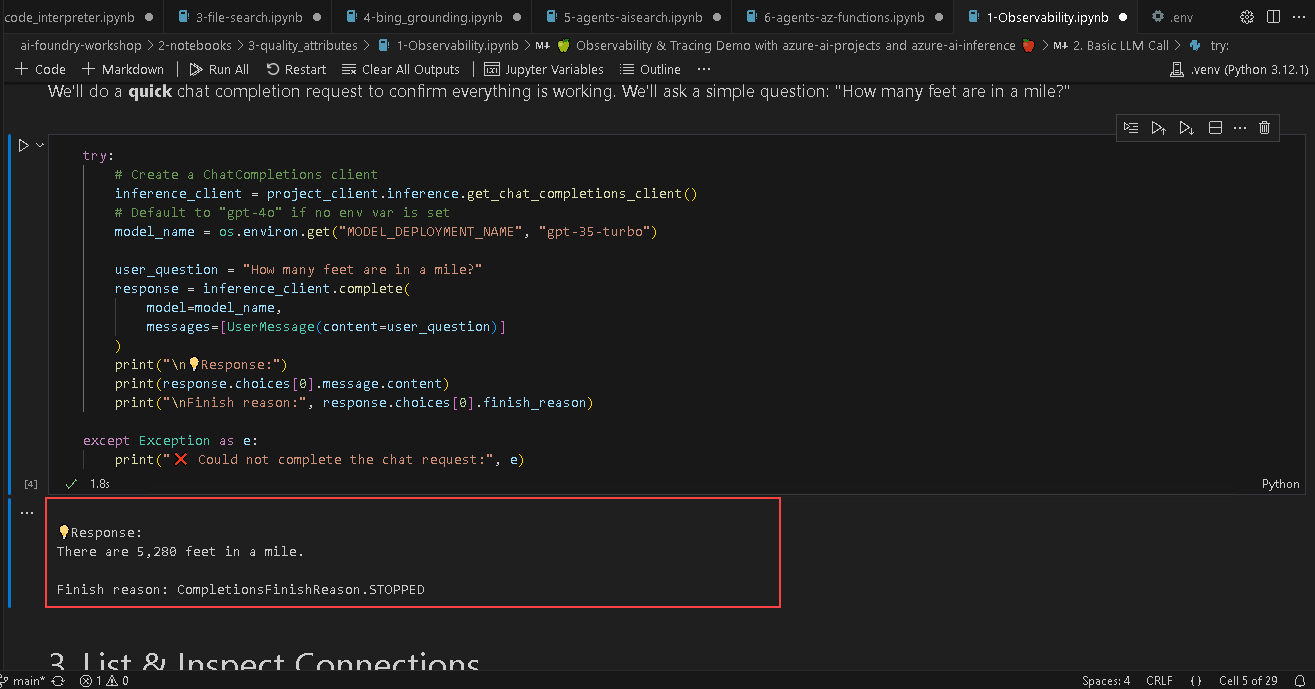 code_interpreter.ipynb 3-file-search.ipynb 4-bing_grounding.ipynb 5-agents-aisearch.ipynb 6-agents-az-functions.ipynb 1-Observability.ipynb .env
ai-foundry-workshop > 2-notebooks > 3-quality_attributes > 1-Observability.ipynb > M↓ 🍏 Observability & Tracing Demo with azure-ai-projects and azure-ai-inference 🍎 > M↓ 2. Basic LLM Call > try:
+ Code + Markdown Run All Restart Clear All Outputs Jupyter Variables Outline ··· .venv (Python 3.12.1)
We'll do a quick chat completion request to confirm everything is working. We'll ask a simple question: "How many feet are in a mile?"
try:
# Create a ChatCompletions client
inference_client = project_client.inference.get_chat_completions_client()
# Default to "gpt-4o" if no env var is set
model_name = os.environ.get("MODEL_DEPLOYMENT_NAME", "gpt-35-turbo")
user_question = "How many feet are in a mile?"
response = inference_client.complete(
model=model_name,
messages=[UserMessage(content=user_question)]
)
print("\n💡Response:")
print(response.choices[0].message.content)
print("\nFinish reason:", response.choices[0].finish_reason)
except Exception as e:
print("❌ Could not complete the chat request:", e)
[4] ✓ 1.8s Python
💡Response:
There are 5,280 feet in a mile.
Finish reason: CompletionsFinishReason.STOPPED
3. List & Inspect Connections
main* 1 0 Spaces: 4 CRLF {} Cell 5 of 29